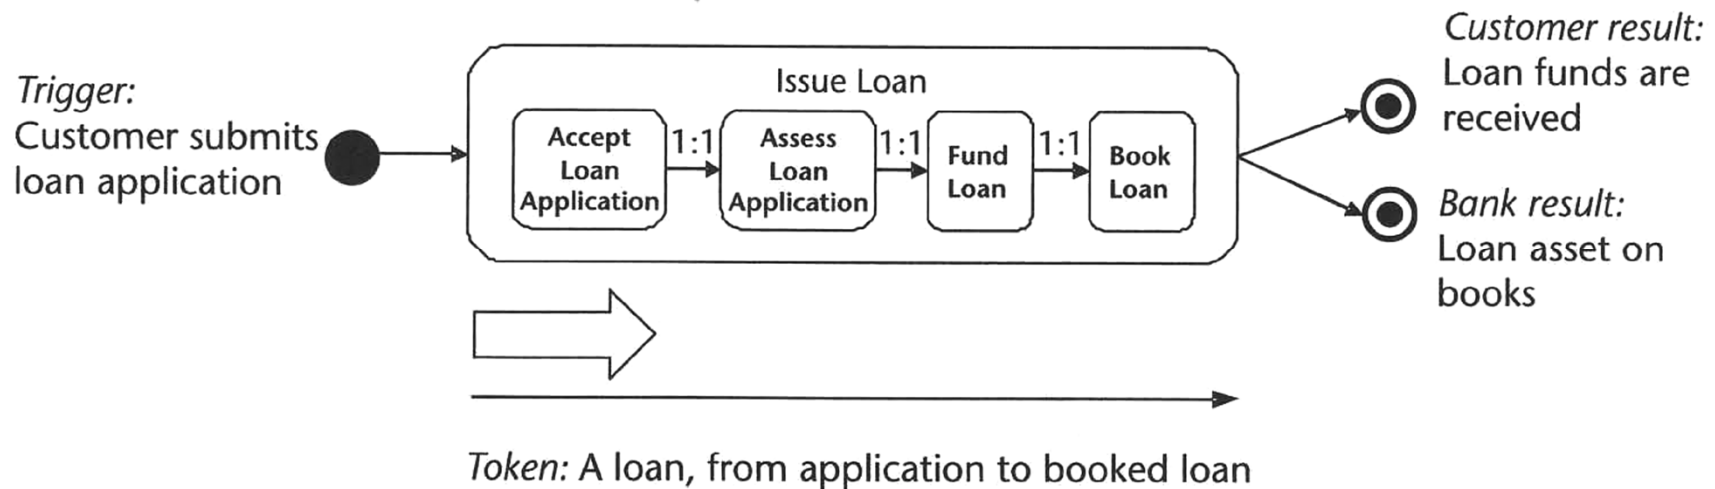 Trigger:
Customer submits
loan application
Issue Loan
Accept
Loan
Application
1:1
Assess
Loan
Application
1:1
Fund
Loan
1:1
Book
Loan
Customer result:
Loan funds are
received
Bank result:
Loan asset on
books
Token: A loan, from application to booked loan